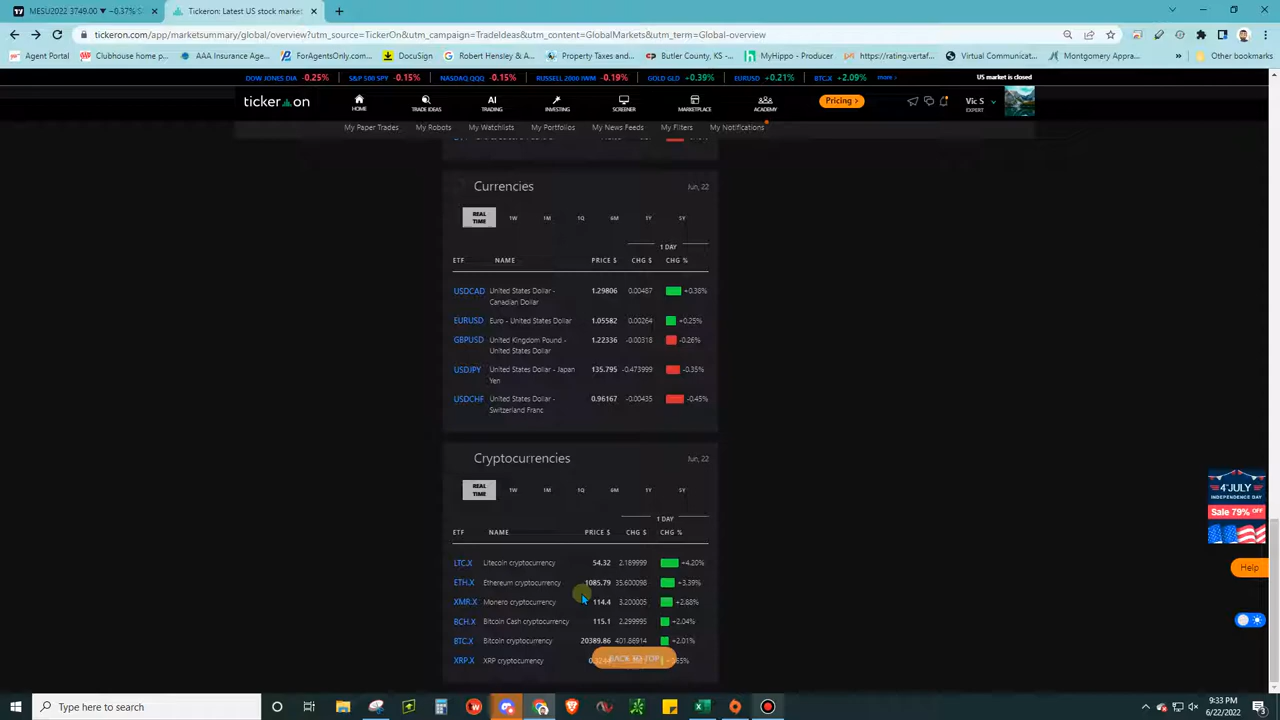 MESU2022 3749.00 ▼ −0.37%
Tickeron: Latest US stock market
tickeron.com/app/marketsummary/global/overview?utm_source=TickerOn&utm_campaign=TradeIdeas&utm_content=GlobalMarkets&utm_term=Global-overview
Agent Portal
Clubhouse home p...
AAA Insurance Age...
ForAgentsOnly.com...
DocuSign
Property Taxes and...
Butler County, KS
MyHippo - Producer
https://rating.vertaf...
Virtual Communicat...
Montgomery Appra...
»
Other bookmarks
DOW JONES DIA -0.25% S&P 500 SPY -0.15% NASDAQ QQQ -0.15% RUSSELL 2000 IWM -0.19% GOLD GLD +0.39% EURUSD +0.21% BTC.X +2.09% more › US market is closed
tickeron
HOME
TRADE IDEAS
AI TRADING
INVESTING
SCREENER
MARKETPLACE
ACADEMY
Pricing >
Vic S
EXPERT
My Paper Trades My Robots My Watchlists My Portfolios My News Feeds My Filters My Notifications
Currencies Jun, 22
REAL TIME 1W 1M 1Q 6M 1Y 5Y
1 DAY
ETF NAME PRICE $ CHG $ CHG %
USDCAD United States Dollar - 1.29806 0.00487 +0.38%
Canadian Dollar
EURUSD Euro - United States Dollar 1.05582 0.00264 +0.25%
GBPUSD United Kingdom Pound - 1.22336 -0.00318 -0.26%
United States Dollar
USDJPY United States Dollar - Japan 135.795 -0.473999 -0.35%
Yen
USDCHF United States Dollar - 0.96167 -0.00435 -0.45%
Switzerland Franc
Cryptocurrencies Jun, 22
REAL TIME 1W 1M 1Q 6M 1Y 5Y
1 DAY
ETF NAME PRICE $ CHG $ CHG %
LTC.X Litecoin cryptocurrency 54.32 2.189999 +4.20%
ETH.X Ethereum cryptocurrency 1085.79 35.600098 +3.39%
XMR.X Monero cryptocurrency 114.4 3.200005 +2.88%
BCH.X Bitcoin Cash cryptocurrency 115.1 2.299995 +2.04%
BTC.X Bitcoin cryptocurrency 20389.86 401.86914 +2.01%
XRP.X XRP cryptocurrency
BACK TO TOP
4th JULY
INDEPENDENCE DAY
Sale 79% OFF
Help
Type here to search
9:33 PM
6/22/2022